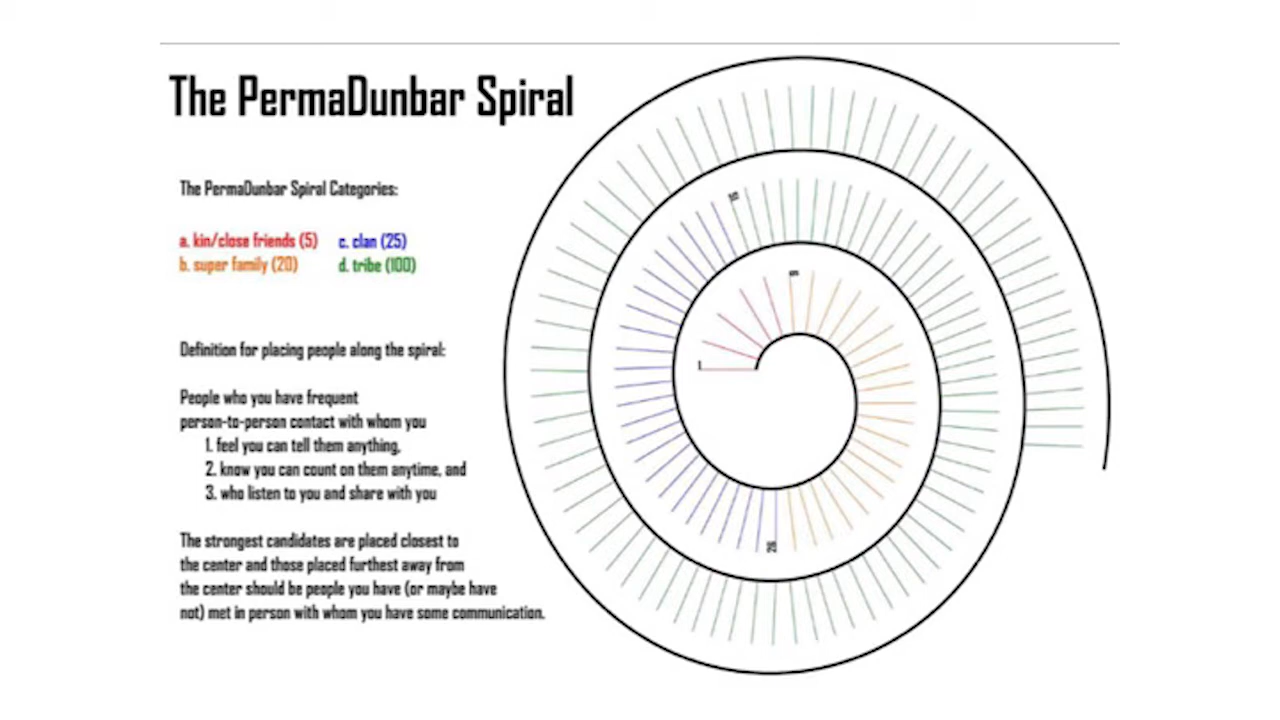 The PermaDunbar Spiral
The PermaDunbar Spiral Categories:
a. kin/close friends (5)
c. clan (25)
b. super family (20)
d. tribe (100)
Definition for placing people along the spiral:
People who you have frequent
person-to-person contact with whom you
1. feel you can tell them anything,
2. know you can count on them anytime, and
3. who listen to you and share with you
The strongest candidates are placed closest to
the center and those placed furthest away from
the center should be people you have (or maybe have
not) met in person with whom you have some communication.
1
26